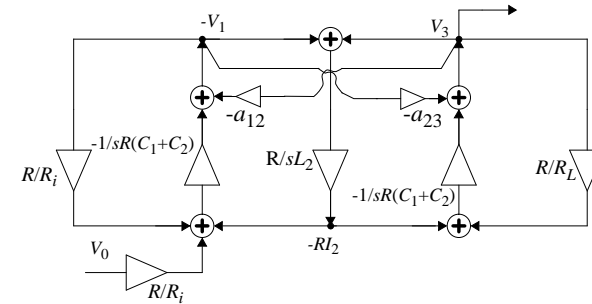 -V1 V3
-a12 -a23
-1/sR(C1+C2) R/sL2
R/Ri -1/sR(C1+C2) R/RL
V0 -RI2
R/Ri